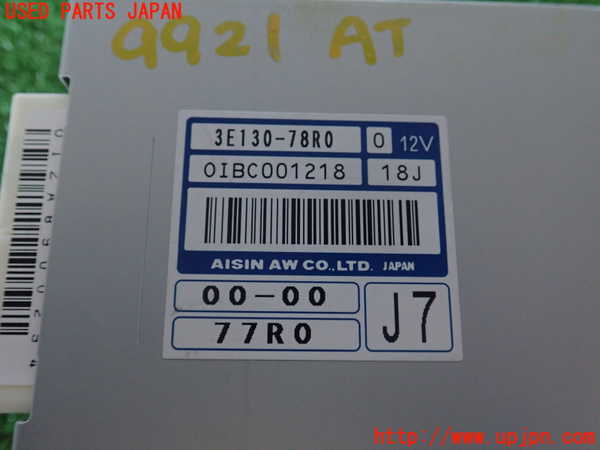 USED PARTS JAPAN
9921 AT
3E130-78R0 0 12V
0IBC001218 18J
AISIN AW CO.,LTD. JAPAN
00-00
77R0
J7
http://www.upjpn.com/